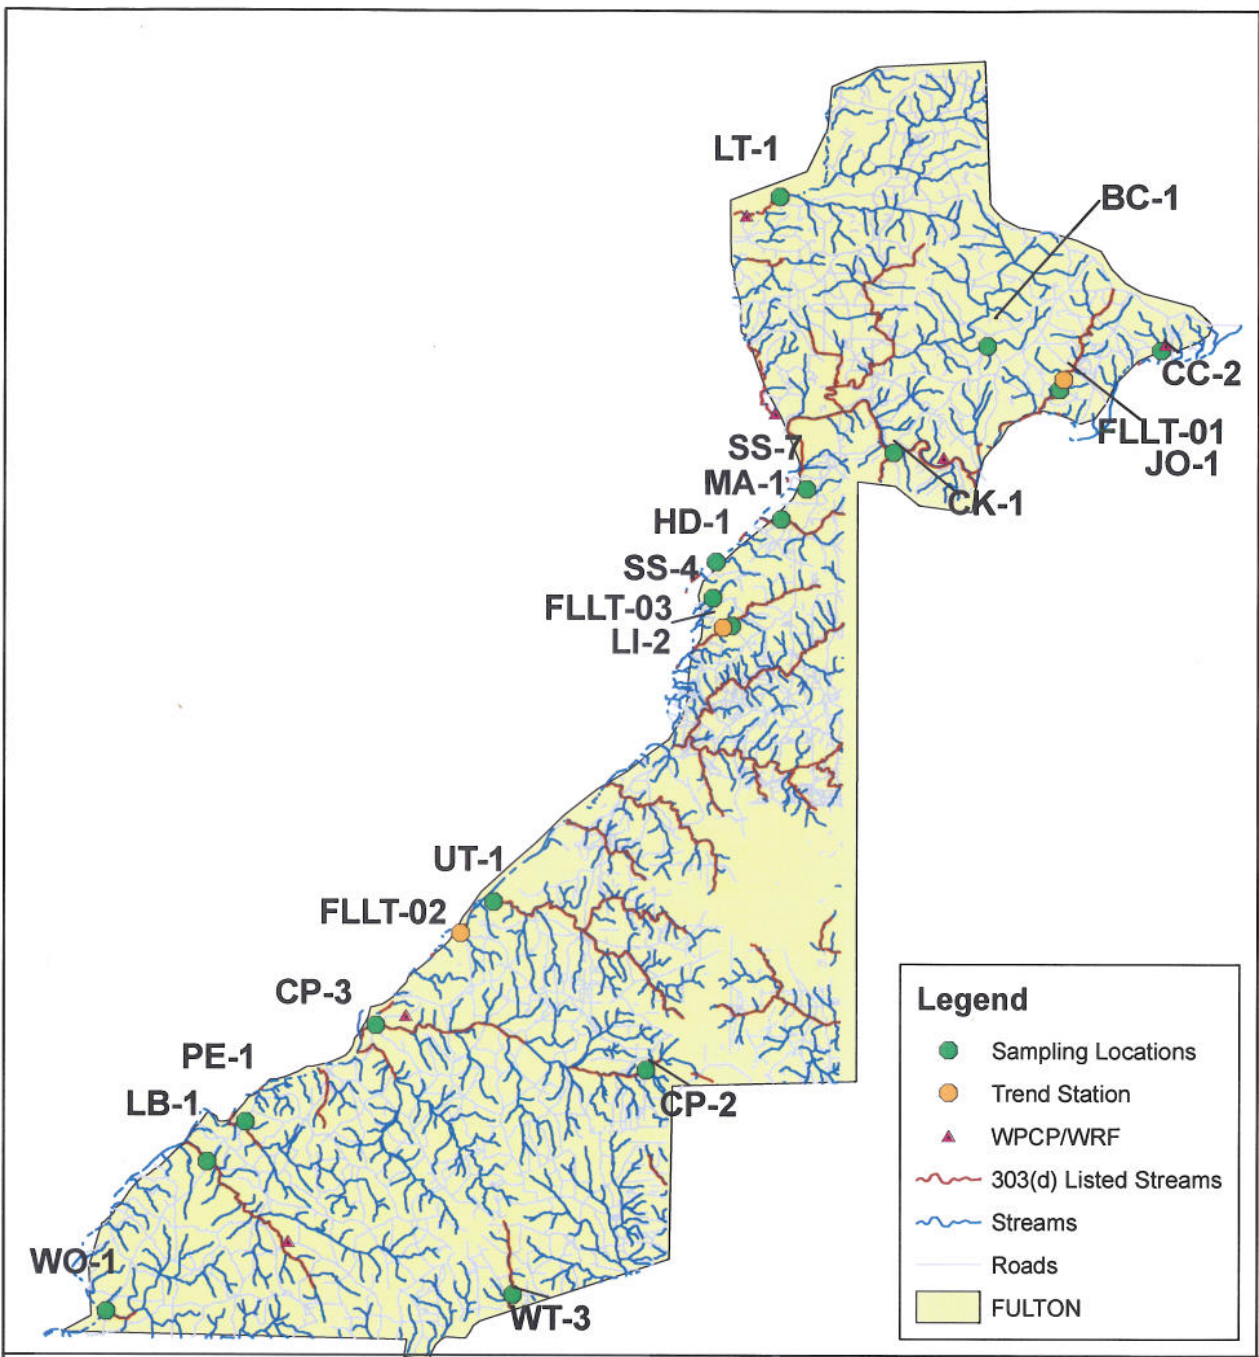 LT-1
BC-1
CC-2
FLLT-01
JO-1
SS-7
MA-1
CK-1
HD-1
SS-4
FLLT-03
LI-2
UT-1
FLLT-02
CP-3
PE-1
LB-1
CP-2
WO-1
WT-3
Legend
Sampling Locations
Trend Station
WPCP/WRF
303(d) Listed Streams
Streams
Roads
FULTON